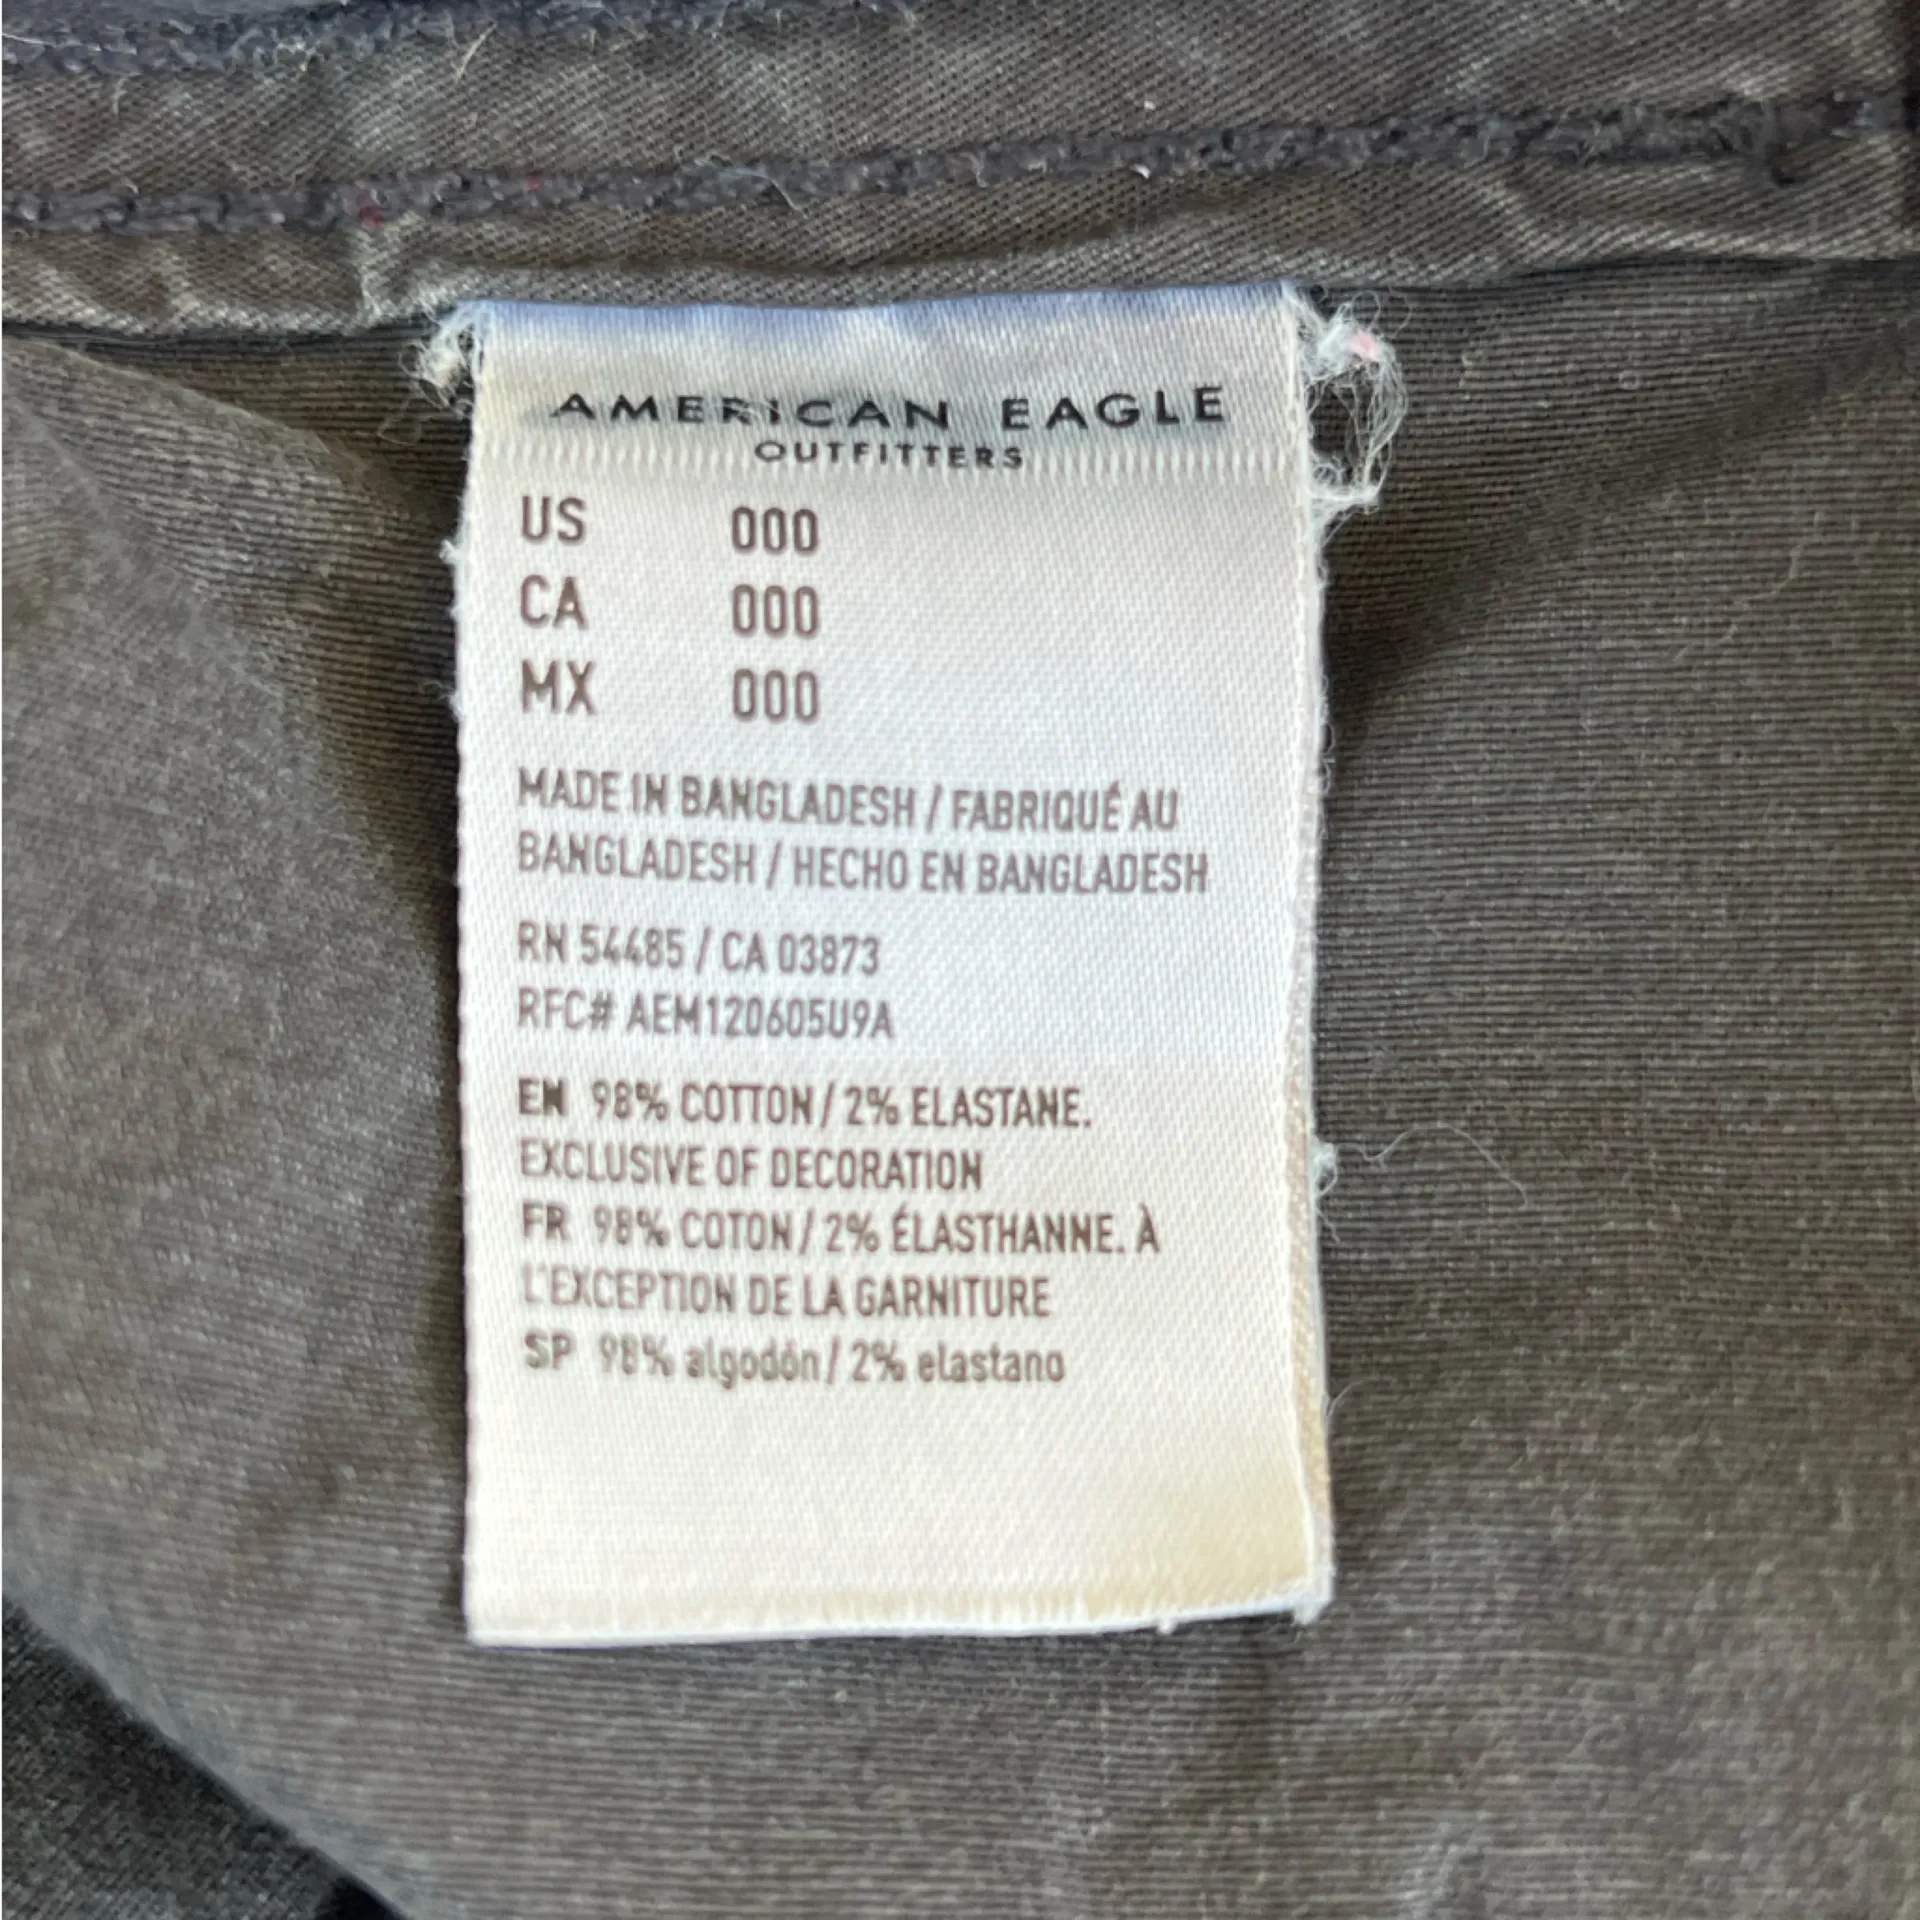 AMERICAN EAGLE
OUTFITTERS
US 000
CA 000
MX 000
MADE IN BANGLADESH / FABRIQUÉ AU
BANGLADESH / HECHO EN BANGLADESH
RN 54485 / CA 03873
RFC# AEM120605U9A
EN 98% COTTON / 2% ELASTANE.
EXCLUSIVE OF DECORATION
FR 98% COTON / 2% ÉLASTHANNE. À
L'EXCEPTION DE LA GARNITURE
SP 98% algodón / 2% elastano